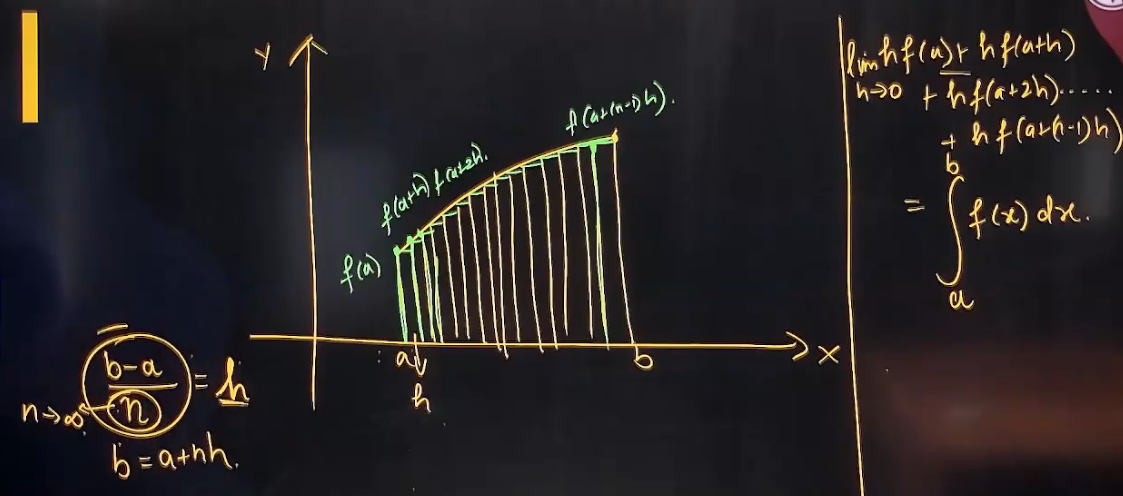 Y
f(a)
f(a+h)
f(a+2h).
f(a+(n-1)h).
a
h
b
X
b-a
n
= h
n→∞
b = a+nh.
lim h f(a) + h f(a+h)
h→0 + h f(a+2h) .....
+ h f(a+(n-1)h)
b
= ∫ f(x) dx.
a